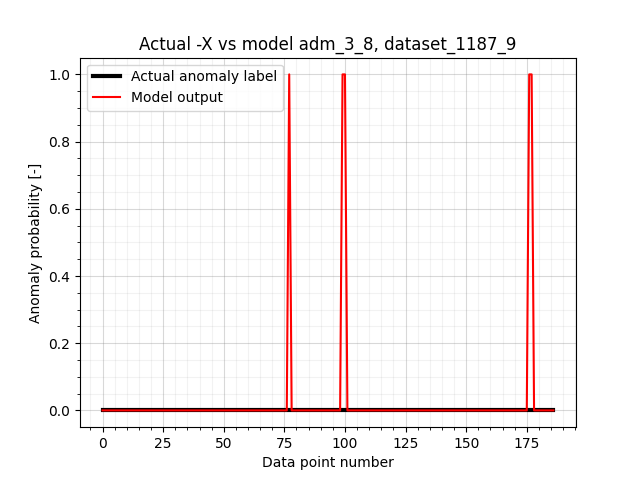 Actual -X vs model adm_3_8, dataset_1187_9
Actual anomaly label
Model output
Anomaly probability [-]
1.0
0.8
0.6
0.4
0.2
0.0
0 25 50 75 100 125 150 175
Data point number